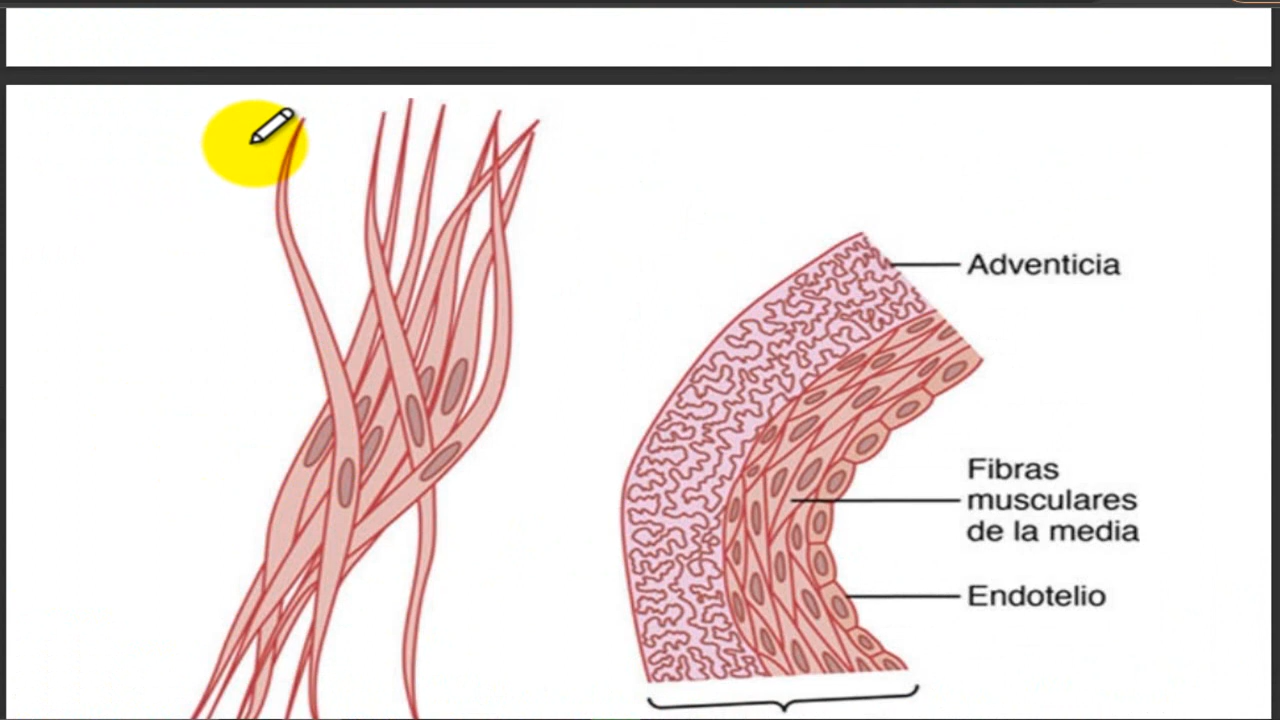 Adventicia
Fibras
musculares
de la media
Endotelio